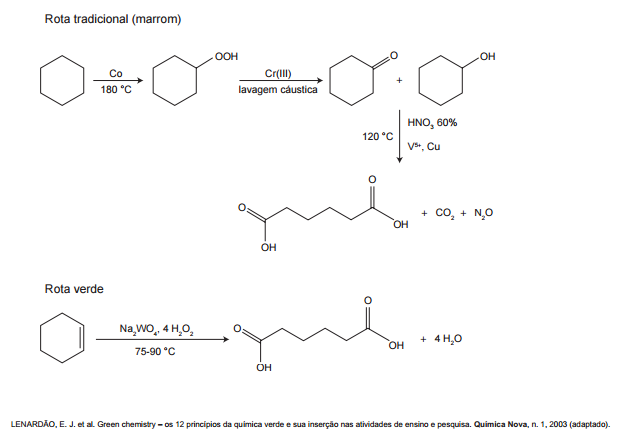 Rota tradicional (marrom)
OOH
O
OH
Co
180 °C
Cr(III)
lavagem cáustica
+
120 °C
HNO₃ 60%
V⁵⁺, Cu
O
O
OH
OH
+ CO₂ + N₂O
Rota verde
Na₂WO₄, 4 H₂O₂
75-90 °C
O
O
OH
OH
+ 4 H₂O
LENARDÃO, E. J. et al. Green chemistry – os 12 princípios da química verde e sua inserção nas atividades de ensino e pesquisa. Química Nova, n. 1, 2003 (adaptado).